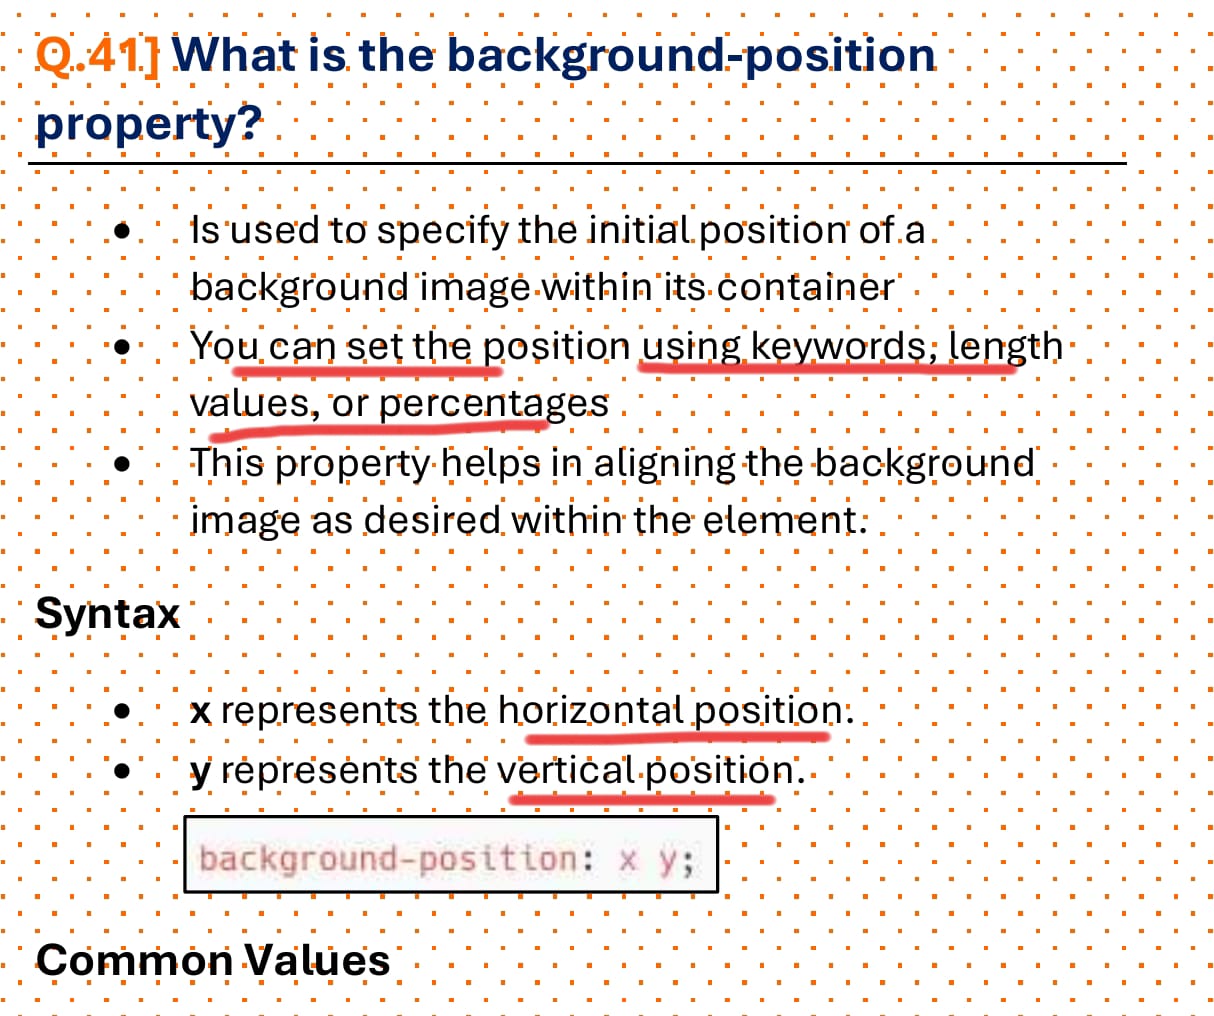 Q.41] What is the background-position
property?
• Is used to specify the initial position of a
background image within its container
• You can set the position using keywords, length
values, or percentages
• This property helps in aligning the background
image as desired within the element.
Syntax
• x represents the horizontal position.
• y represents the vertical position.
background-position: x y;
Common Values